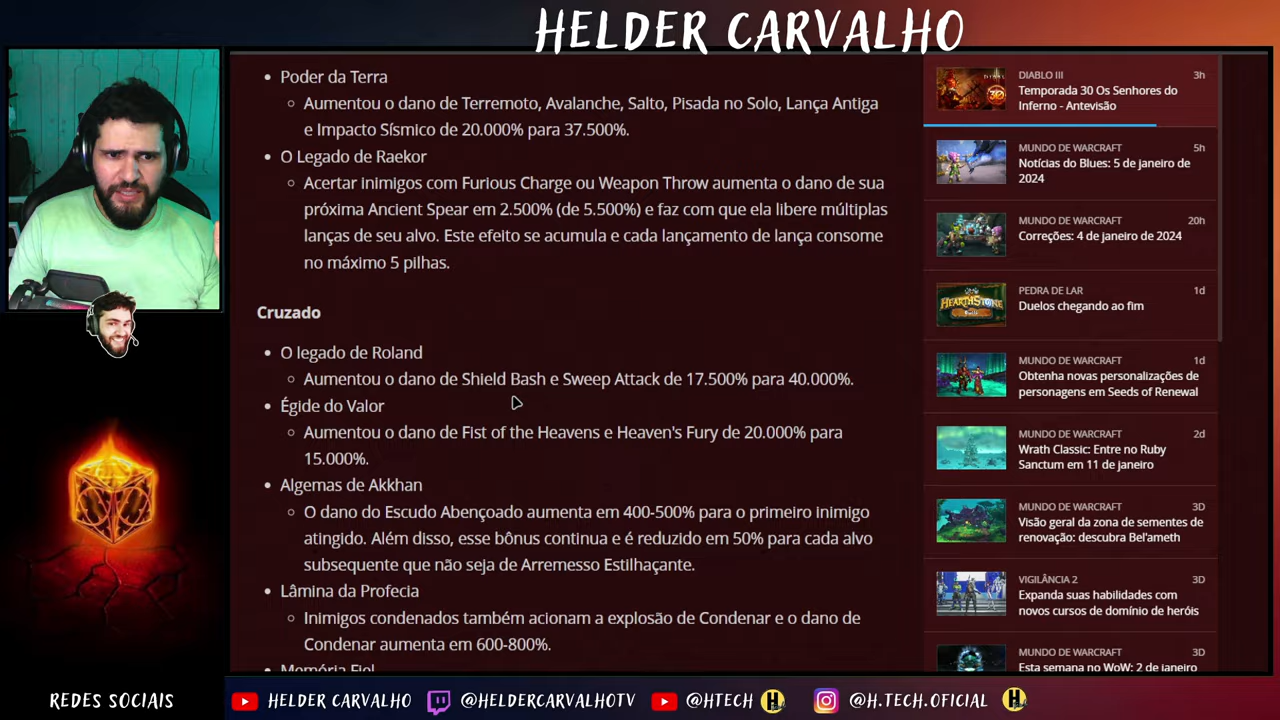 HELDER CARVALHO
• Poder da Terra
○ Aumentou o dano de Terremoto, Avalanche, Salto, Pisada no Solo, Lança Antiga
e Impacto Sísmico de 20.000% para 37.500%.
• O Legado de Raekor
○ Acertar inimigos com Furious Charge ou Weapon Throw aumenta o dano de sua
próxima Ancient Spear em 2.500% (de 5.500%) e faz com que ela libere múltiplas
lanças de seu alvo. Este efeito se acumula e cada lançamento de lança consome
no máximo 5 pilhas.
Cruzado
• O legado de Roland
○ Aumentou o dano de Shield Bash e Sweep Attack de 17.500% para 40.000%.
• Égide do Valor
○ Aumentou o dano de Fist of the Heavens e Heaven's Fury de 20.000% para
15.000%.
• Algemas de Akkhan
○ O dano do Escudo Abençoado aumenta em 400-500% para o primeiro inimigo
atingido. Além disso, esse bônus continua e é reduzido em 50% para cada alvo
subsequente que não seja de Arremesso Estilhaçante.
• Lâmina da Profecia
○ Inimigos condenados também acionam a explosão de Condenar e o dano de
Condenar aumenta em 600-800%.
Memória Fiel
DIABLO III 3h
Temporada 30 Os Senhores do
Inferno - Antevisão
MUNDO DE WARCRAFT 5h
Notícias do Blues: 5 de janeiro de
2024
MUNDO DE WARCRAFT 20h
Correções: 4 de janeiro de 2024
HEARTHSTONE
PEDRA DE LAR 1d
Duelos chegando ao fim
MUNDO DE WARCRAFT 1d
Obtenha novas personalizações de
personagens em Seeds of Renewal
MUNDO DE WARCRAFT 2d
Wrath Classic: Entre no Ruby
Sanctum em 11 de janeiro
MUNDO DE WARCRAFT 3D
Visão geral da zona de sementes de
renovação: descubra Bel'ameth
VIGILÂNCIA 2 3D
Expanda suas habilidades com
novos cursos de domínio de heróis
MUNDO DE WARCRAFT 3D
Esta semana no WoW: 2 de janeiro
REDES SOCIAIS HELDER CARVALHO @HELDERCARVALHOTV @HTECH @H.TECH.OFICIAL